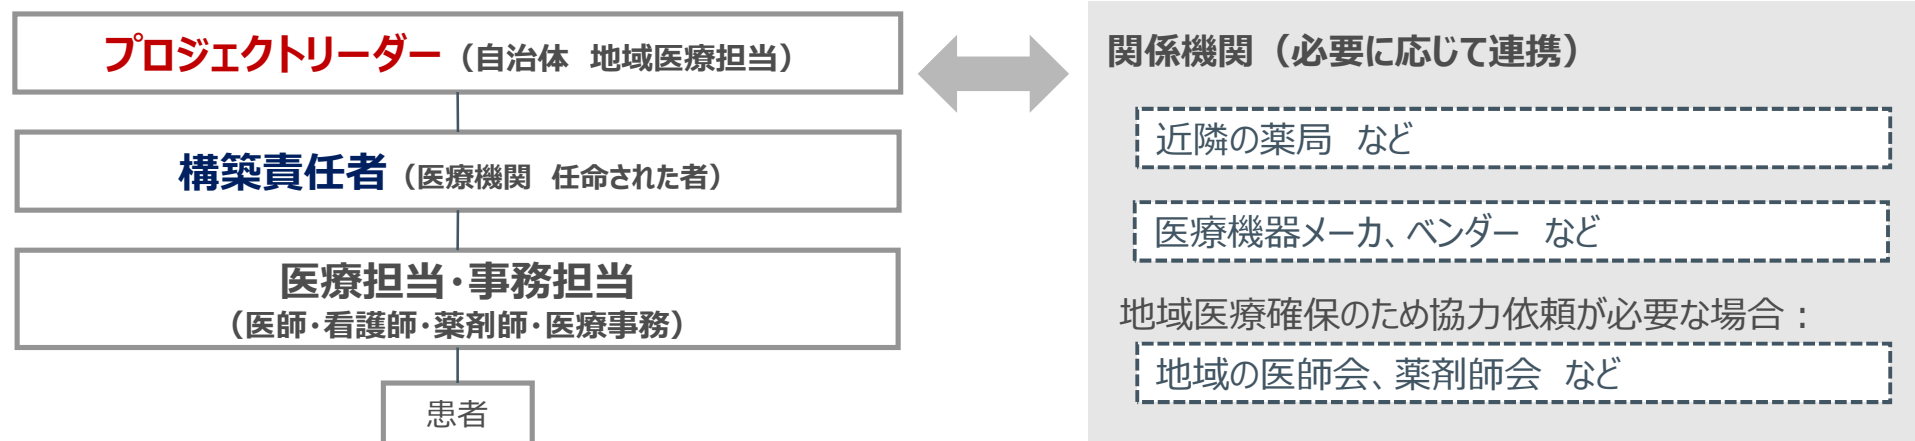 プロジェクトリーダー（自治体　地域医療担当）
構築責任者（医療機関　任命された者）
医療担当・事務担当
（医師・看護師・薬剤師・医療事務）
患者
関係機関（必要に応じて連携）
近隣の薬局　など
医療機器メーカ、ベンダー　など
地域医療確保のため協力依頼が必要な場合：
地域の医師会、薬剤師会　など